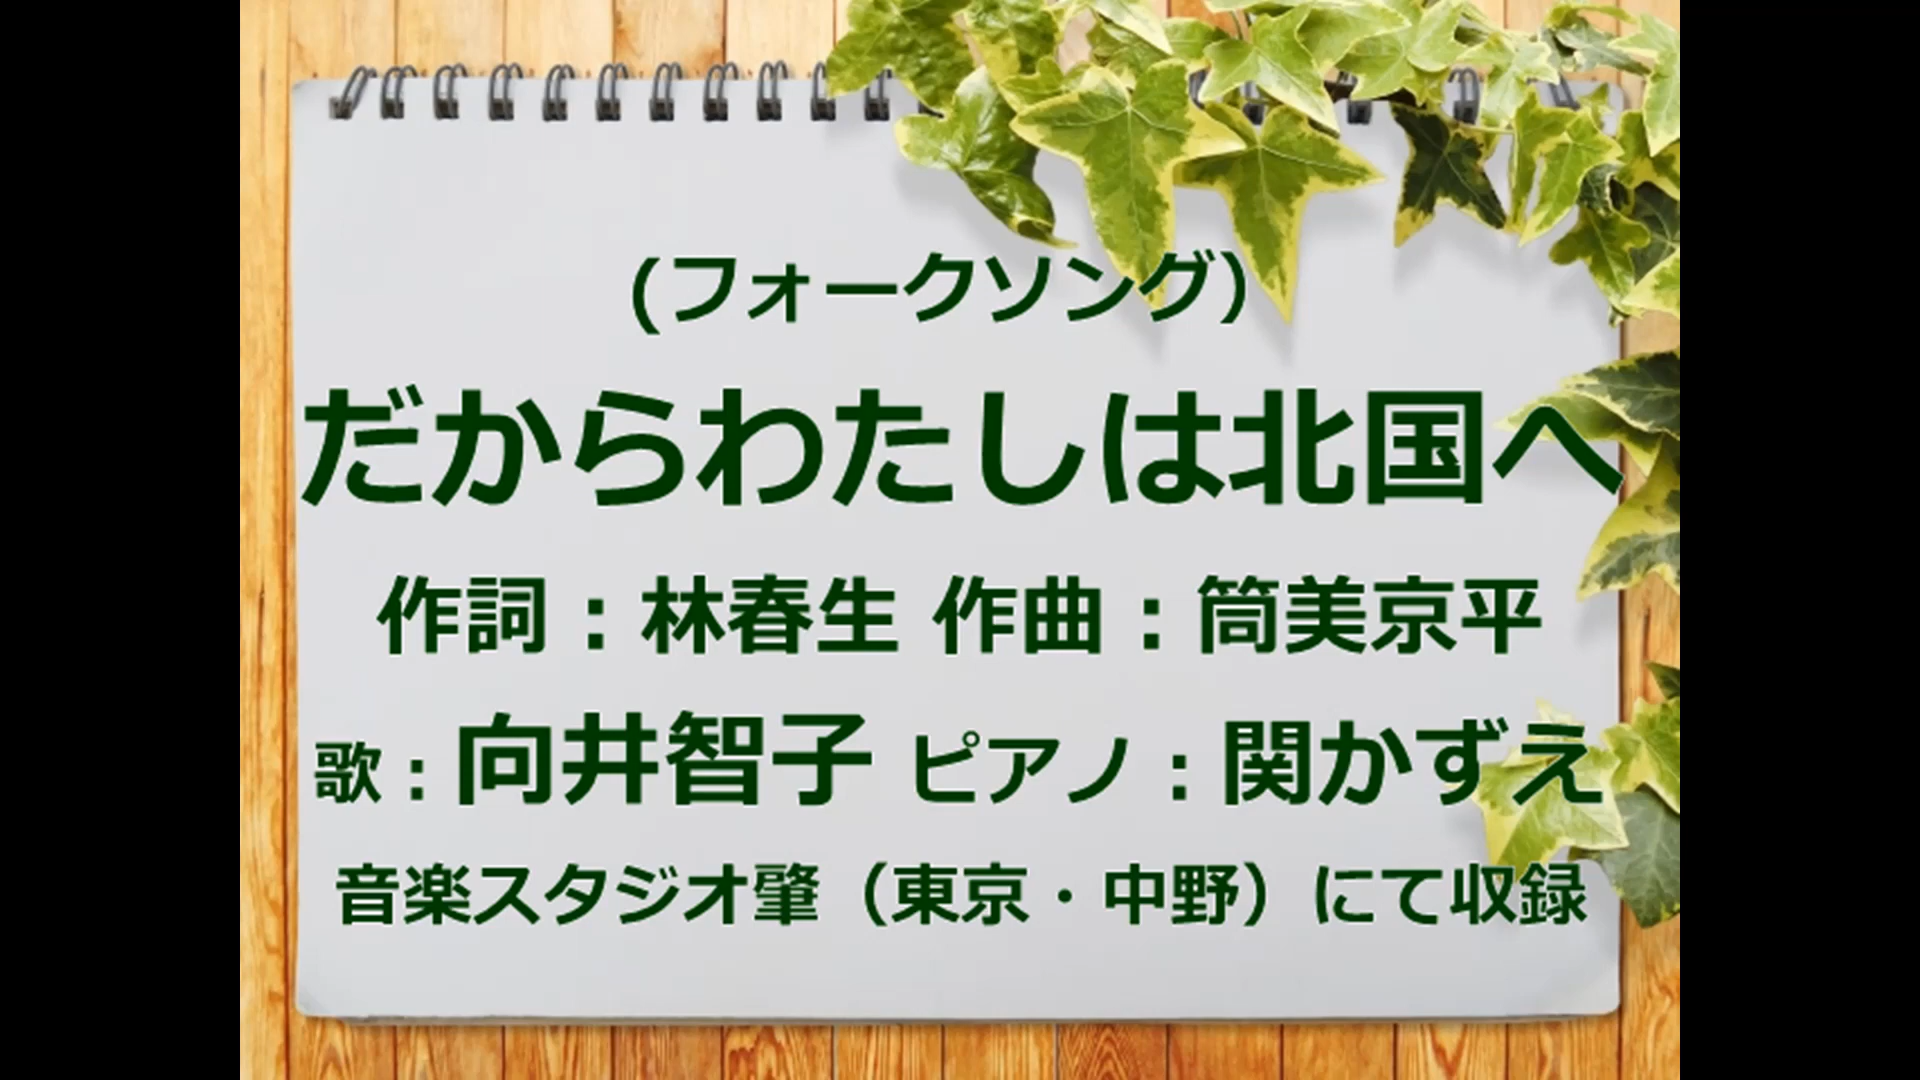 (フォークソング)
だからわたしは北国へ
作詞：林春生 作曲：筒美京平
歌：向井智子 ピアノ：関かずえ
音楽スタジオ肇（東京・中野）にて収録